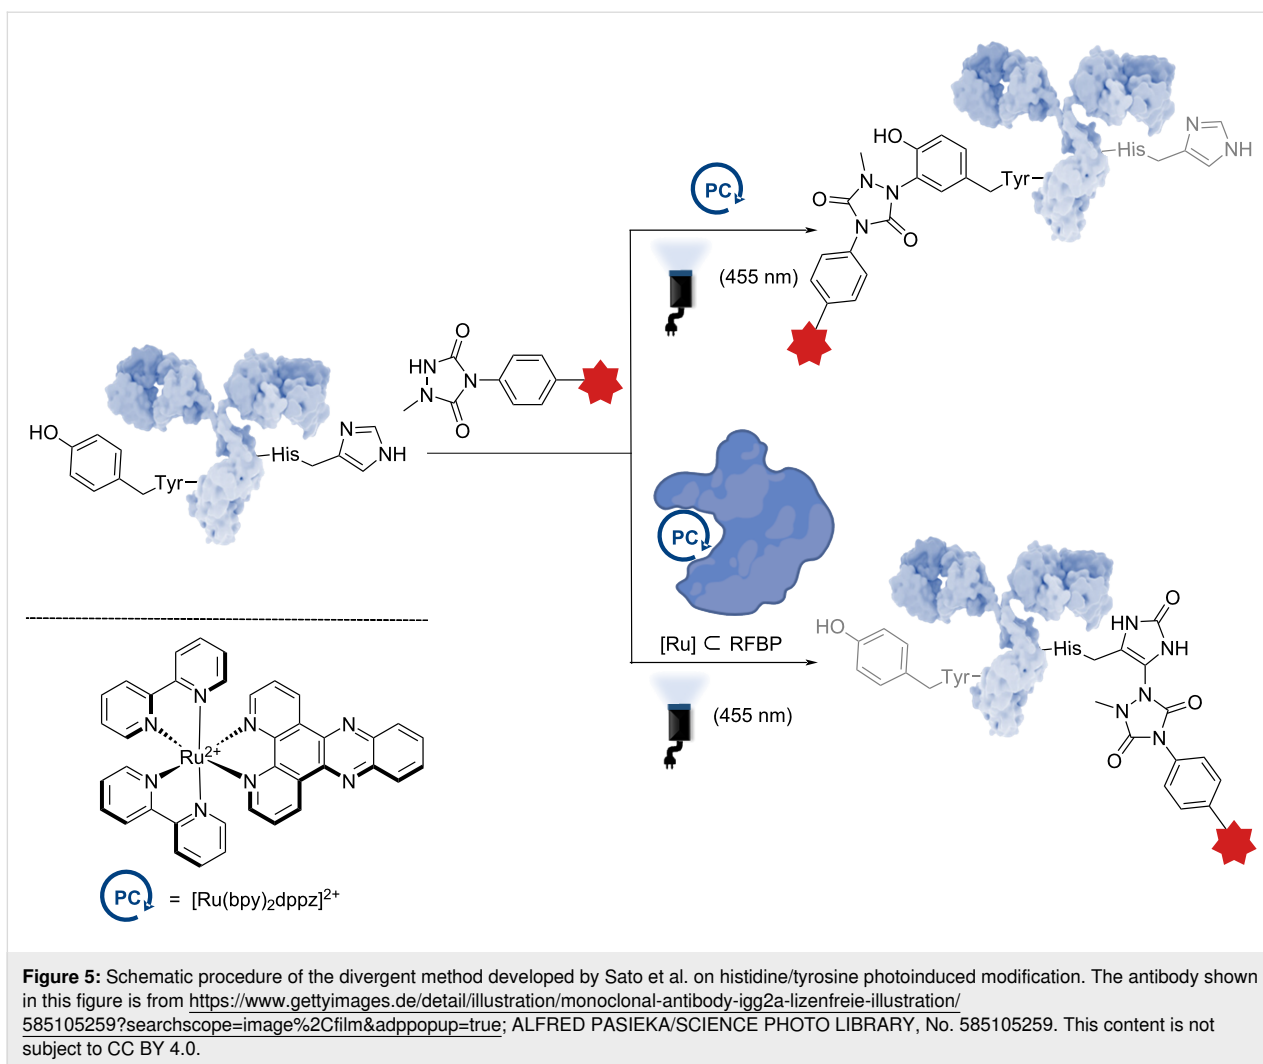 HO
N
NH
His
PC
Tyr
N
N
O
O
N
(455 nm)
O
HN
N
N
O
HO
His
N
NH
Tyr
PC
[Ru] ⊂ RFBP
(455 nm)
HO
Tyr
His
HN
O
NH
N
N
O
N
O
N
N
N
N
Ru2+
N
N
N
N
PC = [Ru(bpy)2dppz]2+
Figure 5: Schematic procedure of the divergent method developed by Sato et al. on histidine/tyrosine photoinduced modification. The antibody shown
in this figure is from https://www.gettyimages.de/detail/illustration/monoclonal-antibody-igg2a-lizenfreie-illustration/
585105259?searchscope=image%2Cfilm&adppopup=true; ALFRED PASIEKA/SCIENCE PHOTO LIBRARY, No. 585105259. This content is not
subject to CC BY 4.0.